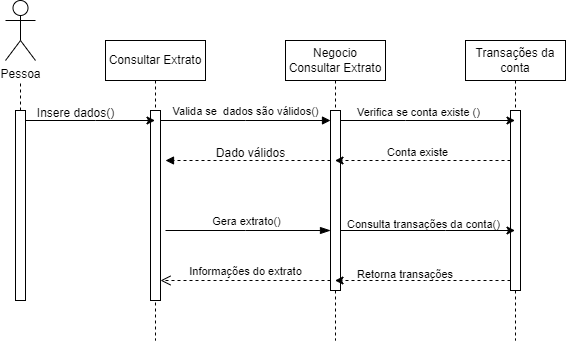 Pessoa
Consultar Extrato
Negocio
Consultar Extrato
Transações da
conta
Insere dados()
Valida se dados são válidos()
Verifica se conta existe ()
Dado válidos
Conta existe
Gera extrato()
Consulta transações da conta()
Informações do extrato
Retorna transações